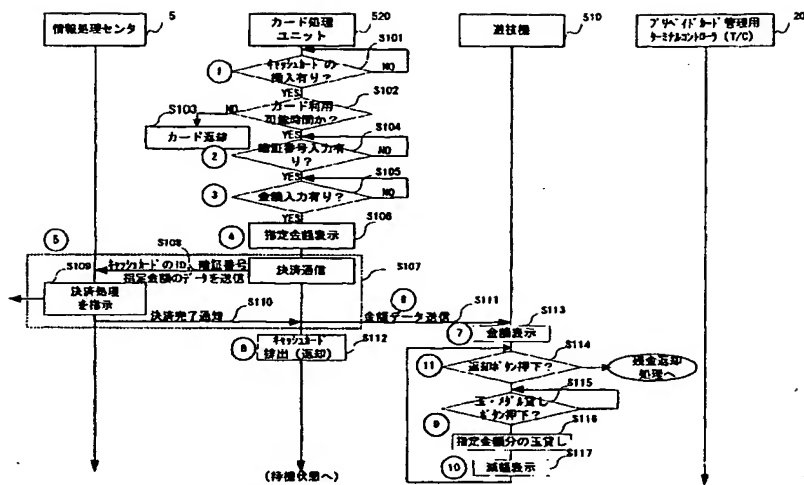 情報処理センタ
5
カード処理
ユニット
520
遊技機
510
プリペイドカード管理用
ターミナルコントローラ(T/C)
20
S101
1
キャッシュカードの
挿入有り?
NO
YES
S102
カード利用
可能時間か?
NO
S103
カード返却
YES
S104
2
暗証番号入力有
り?
NO
YES
S105
3
金額入力有り?
NO
YES
S106
4
指定金額表示
5
S108
キャッシュカードのID、暗証番号
指定金額のデータを送信
決済通信
S107
S109
決済処理
を指示
決済完了通知
S110
金額データ送信
S111
7
金額表示
S113
8
キャッシュカード
排出(返却)
S112
11
返却ボタン押下?
S114
残金返却
処理へ
S115
玉・メダル貸し
ボタン押下?
9
指定金額分の玉貸し
S116
10
減額表示
S117
(待機状態へ)